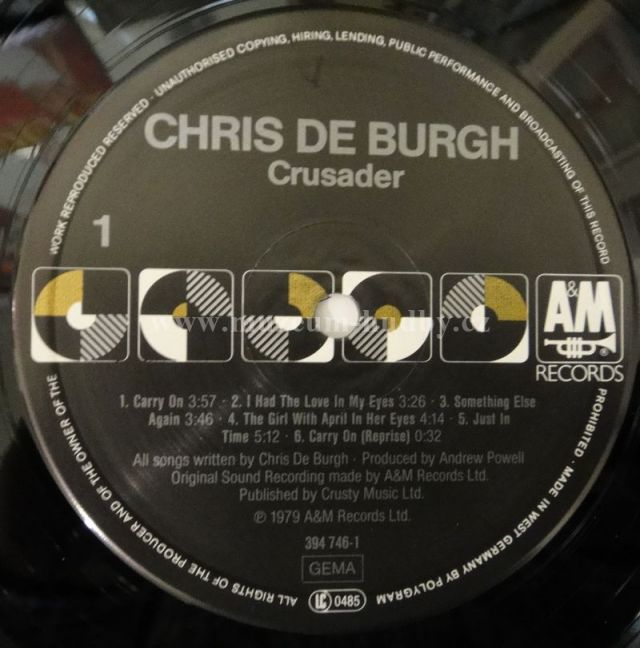 WORK REPRODUCED RESERVED · UNAUTHORISED COPYING, HIRING, LENDING, PUBLIC PERFORMANCE AND BROADCASTING OF THIS RECORD PROHIBITED · MADE IN WEST GERMANY BY POLYGRAM
ALL RIGHTS OF THE PRODUCER AND OF THE OWNER OF THE
CHRIS DE BURGH
Crusader
1
A&M
®
RECORDS
1. Carry On 3:57 · 2. I Had The Love In My Eyes 3:26 · 3. Something Else
Again 3:46 · 4. The Girl With April In Her Eyes 4:14 · 5. Just In
Time 5:12 · 6. Carry On (Reprise) 0:32
All songs written by Chris De Burgh · Produced by Andrew Powell
Original Sound Recording made by A&M Records Ltd.
Published by Crusty Music Ltd.
℗ 1979 A&M Records Ltd.
394 746-1
GEMA
LC 0485
www.muzeum-hudby.cz